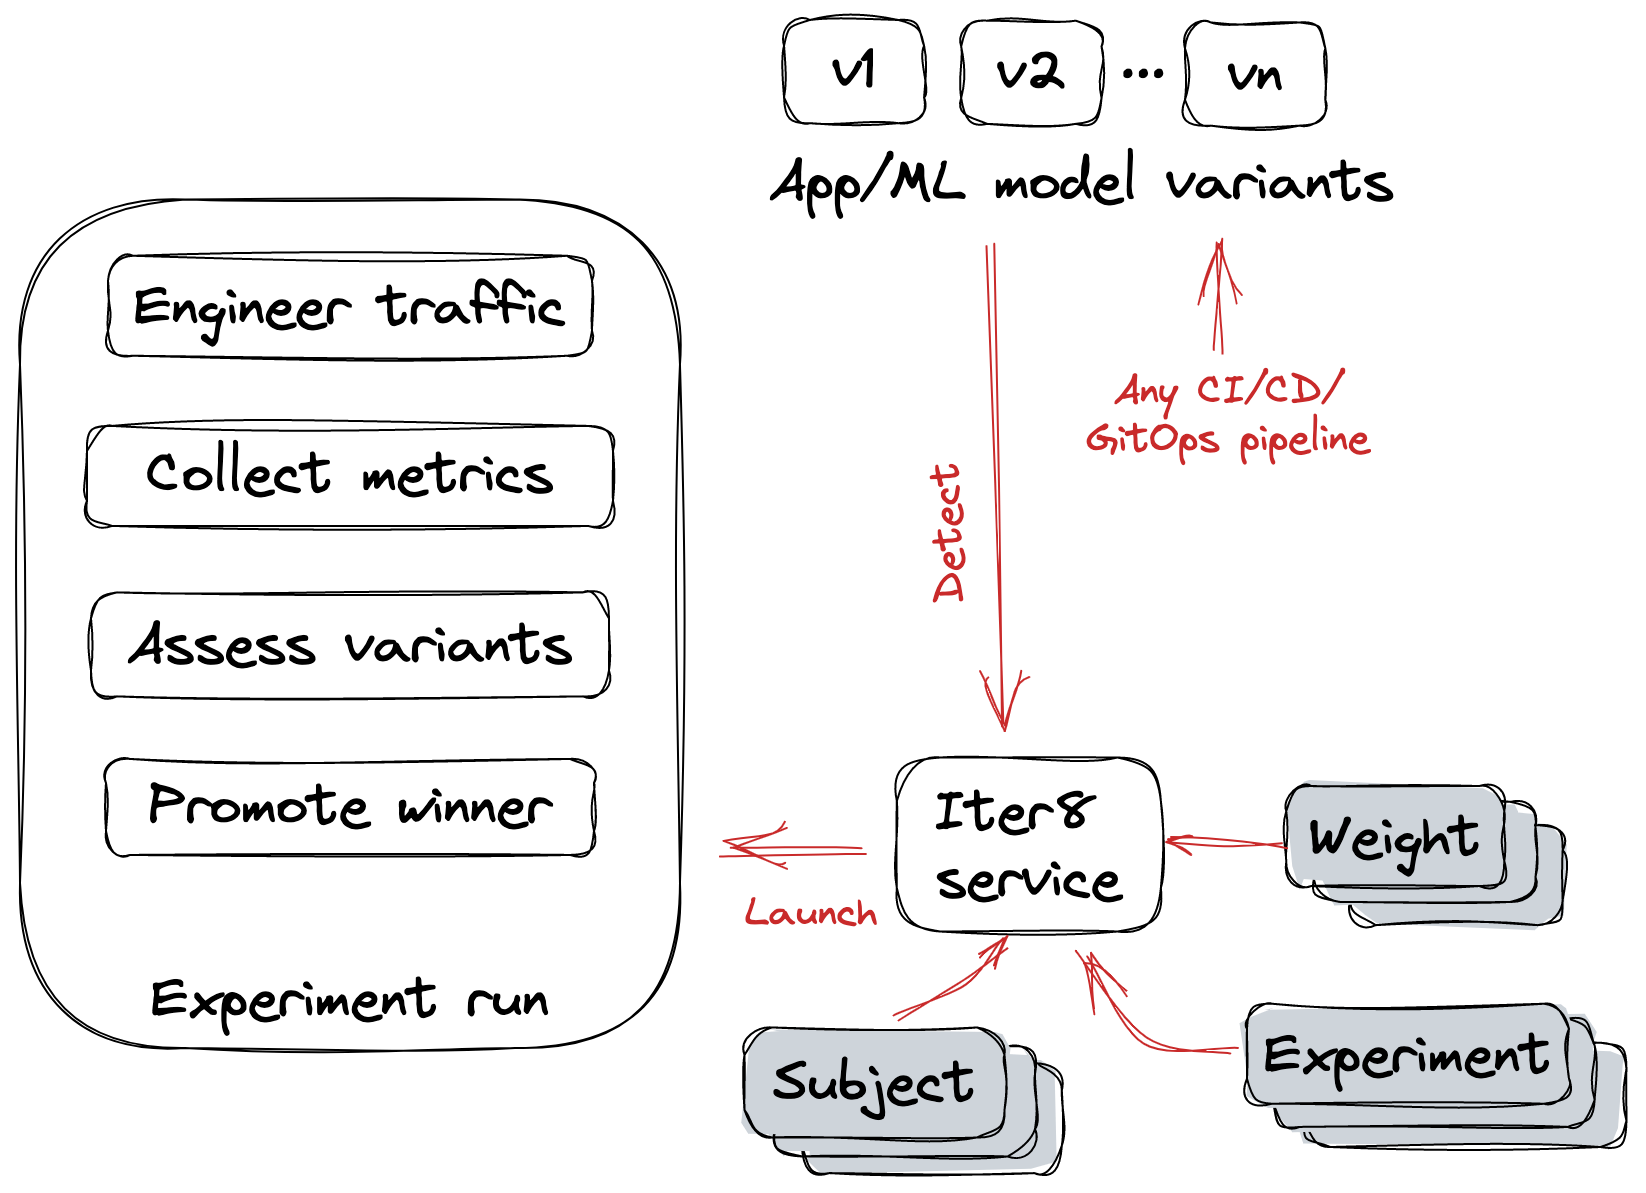 v1
v2
...
vn
App/ML model variants
Engineer traffic
Collect metrics
Assess variants
Promote winner
Experiment run
Any CI/CD/
GitOps pipeline
Detect
Launch
Iter8
service
Weight
Subject
Experiment